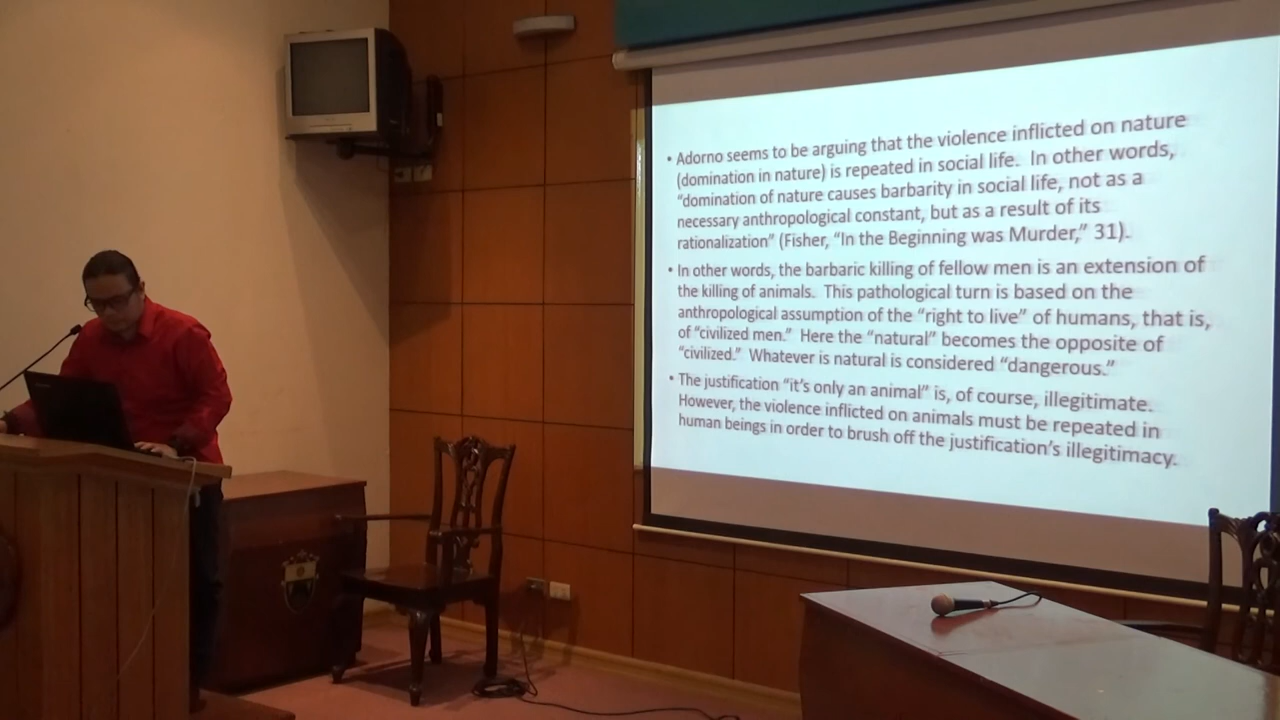 • Adorno seems to be arguing that the violence inflicted on nature
(domination in nature) is repeated in social life.  In other words,
“domination of nature causes barbarity in social life, not as a
necessary anthropological constant, but as a result of its
rationalization” (Fisher, “In the Beginning was Murder,” 31).
• In other words, the barbaric killing of fellow men is an extension of
the killing of animals.  This pathological turn is based on the
anthropological assumption of the “right to live” of humans, that is,
of “civilized men.”  Here the “natural” becomes the opposite of
“civilized.”  Whatever is natural is considered “dangerous.”
• The justification “it’s only an animal” is, of course, illegitimate.
However, the violence inflicted on animals must be repeated in
human beings in order to brush off the justification’s illegitimacy.